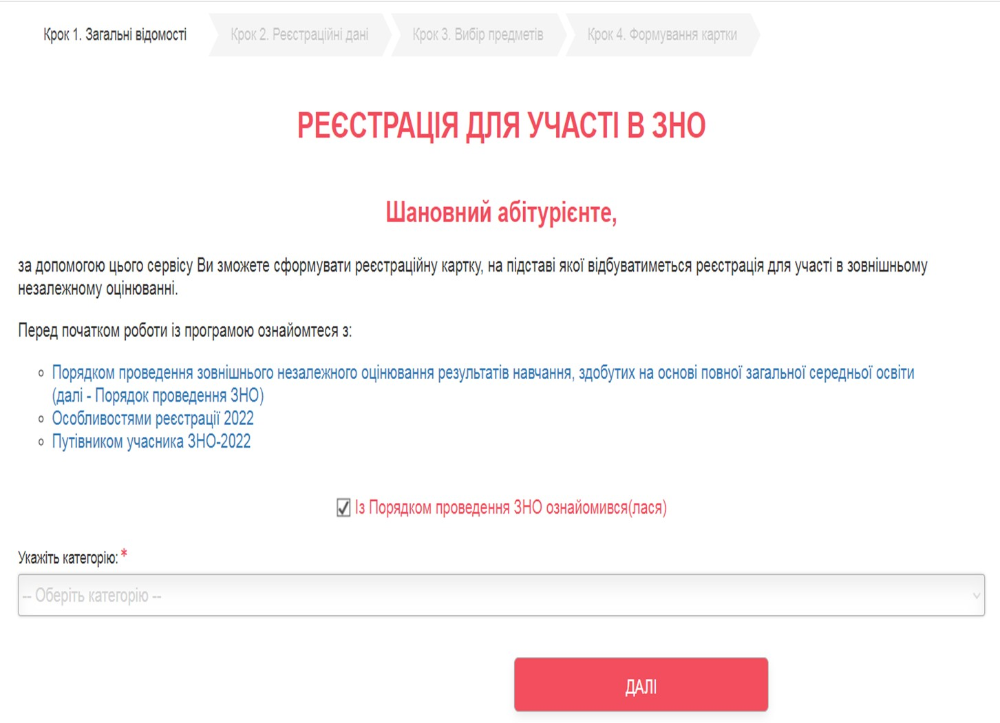 Крок 1. Загальні відомості
Крок 2. Реєстраційні дані
Крок 3. Вибір предметів
Крок 4. Формування картки
РЕЄСТРАЦІЯ ДЛЯ УЧАСТІ В ЗНО
Шановний абітурієнте,
за допомогою цього сервісу Ви зможете сформувати реєстраційну картку, на підставі якої відбуватиметься реєстрація для участі в зовнішньому
незалежному оцінюванні.
Перед початком роботи із програмою ознайомтеся з:
Порядком проведення зовнішнього незалежного оцінювання результатів навчання, здобутих на основі повної загальної середньої освіти
(далі - Порядок проведення ЗНО)
Особливостями реєстрації 2022
Путівником учасника ЗНО-2022
Із Порядком проведення ЗНО ознайомився(лася)
Укажіть категорію: *
-- Оберіть категорію --
ДАЛІ